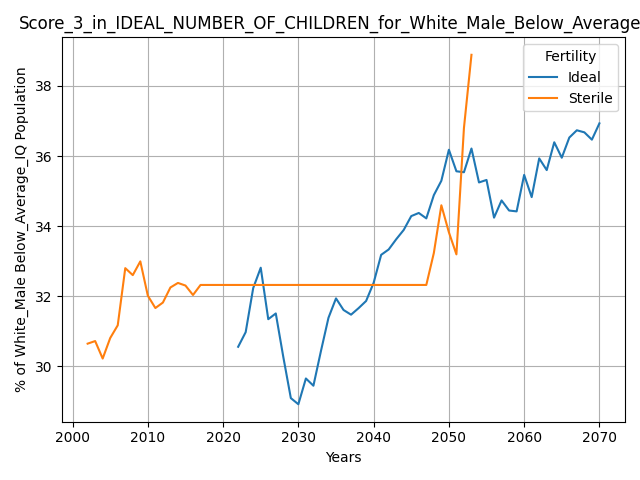 Score_3_in_IDEAL_NUMBER_OF_CHILDREN_for_White_Male_Below_Average
Fertility
Ideal
Sterile
% of White_Male Below_Average_IQ Population
38
36
34
32
30
2000 2010 2020 2030 2040 2050 2060 2070
Years